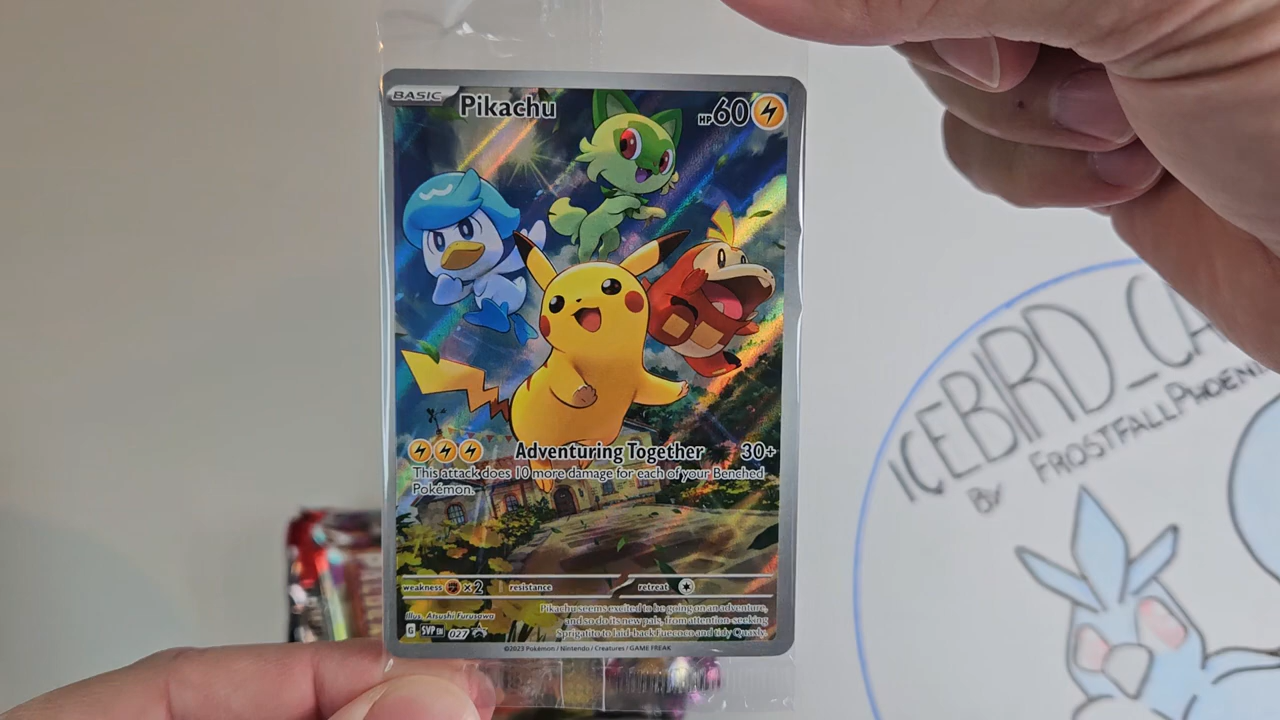 BASIC Pikachu HP 60
Adventuring Together 30+
This attack does 10 more damage for each of your Benched
Pokémon.
weakness ×2 resistance retreat
Illus. Atsushi Furusawa
Pikachu seems excited to be going on an adventure,
and so do its new pals, from attention-seeking
Sprigatito to laid-back Fuecoco and tidy Quaxly.
G SVP EN 027
©2023 Pokémon / Nintendo / Creatures / GAME FREAK
ICEBIRD_CA
BY FROSTFALLPHOENI